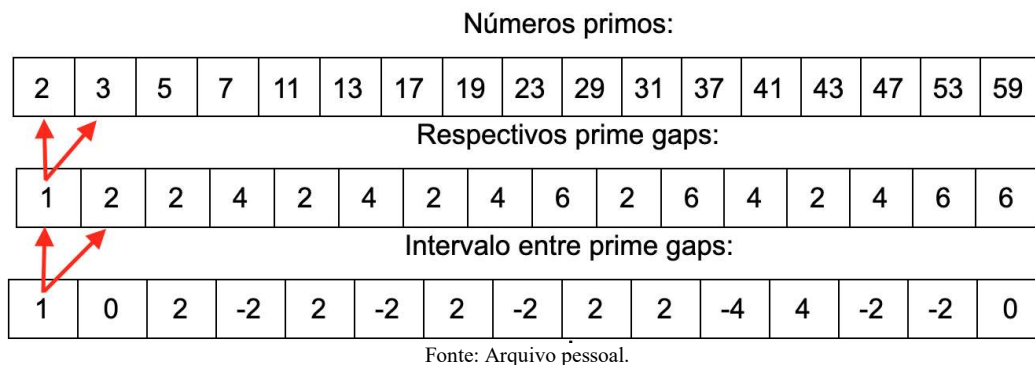 Números primos:
2 3 5 7 11 13 17 19 23 29 31 37 41 43 47 53 59
Respectivos prime gaps:
1 2 2 4 2 4 2 4 6 2 6 4 2 4 6 6
Intervalo entre prime gaps:
1 0 2 -2 2 -2 2 -2 2 2 -4 4 -2 -2 0
Fonte: Arquivo pessoal.